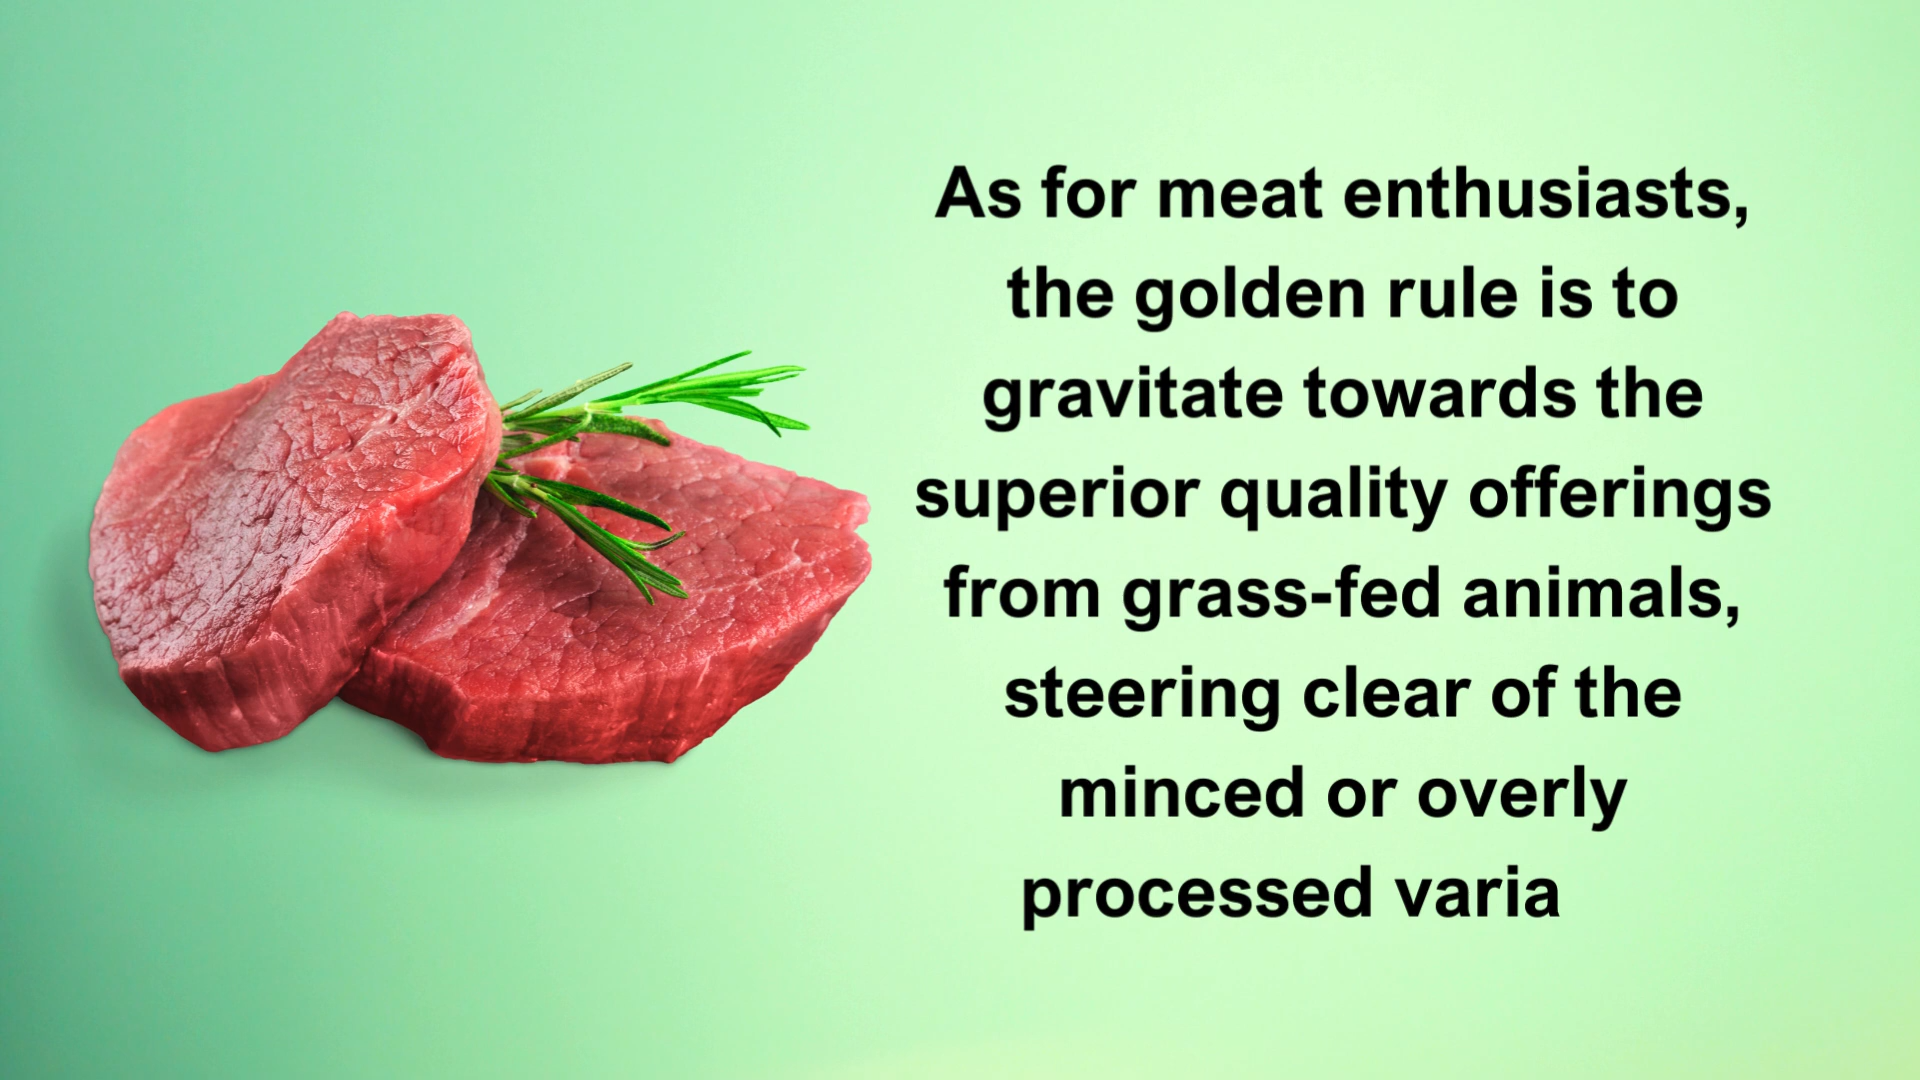 As for meat enthusiasts,
the golden rule is to
gravitate towards the
superior quality offerings
from grass-fed animals,
steering clear of the
minced or overly
processed varia